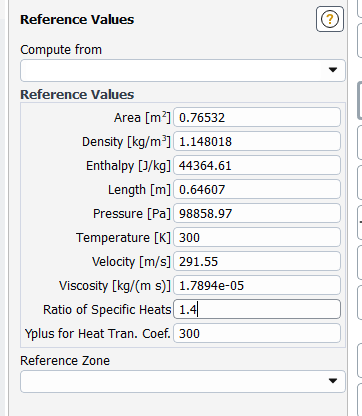 Reference Values
?
Compute from
Reference Values
Area [m²] 0.76532
Density [kg/m³] 1.148018
Enthalpy [J/kg] 44364.61
Length [m] 0.64607
Pressure [Pa] 98858.97
Temperature [K] 300
Velocity [m/s] 291.55
Viscosity [kg/(m s)] 1.7894e-05
Ratio of Specific Heats 1.4
Yplus for Heat Tran. Coef. 300
Reference Zone